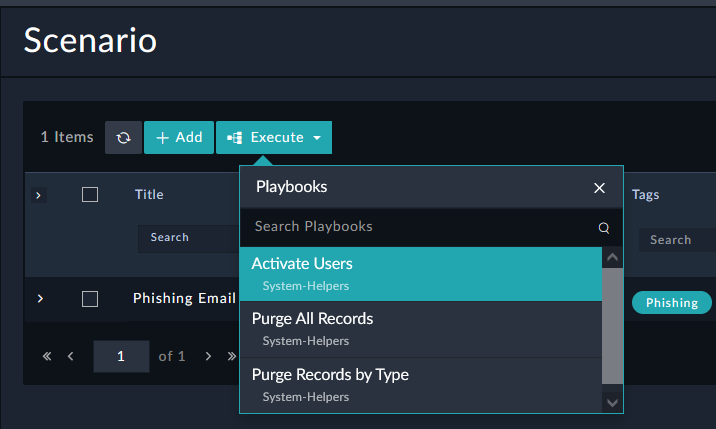 Scenario
1 Items
Add
Execute
Playbooks
Search Playbooks
Activate Users
System-Helpers
Purge All Records
System-Helpers
Purge Records by Type
System-Helpers
Title
Tags
Search
Search
Phishing Email
Phishing
1 of 1